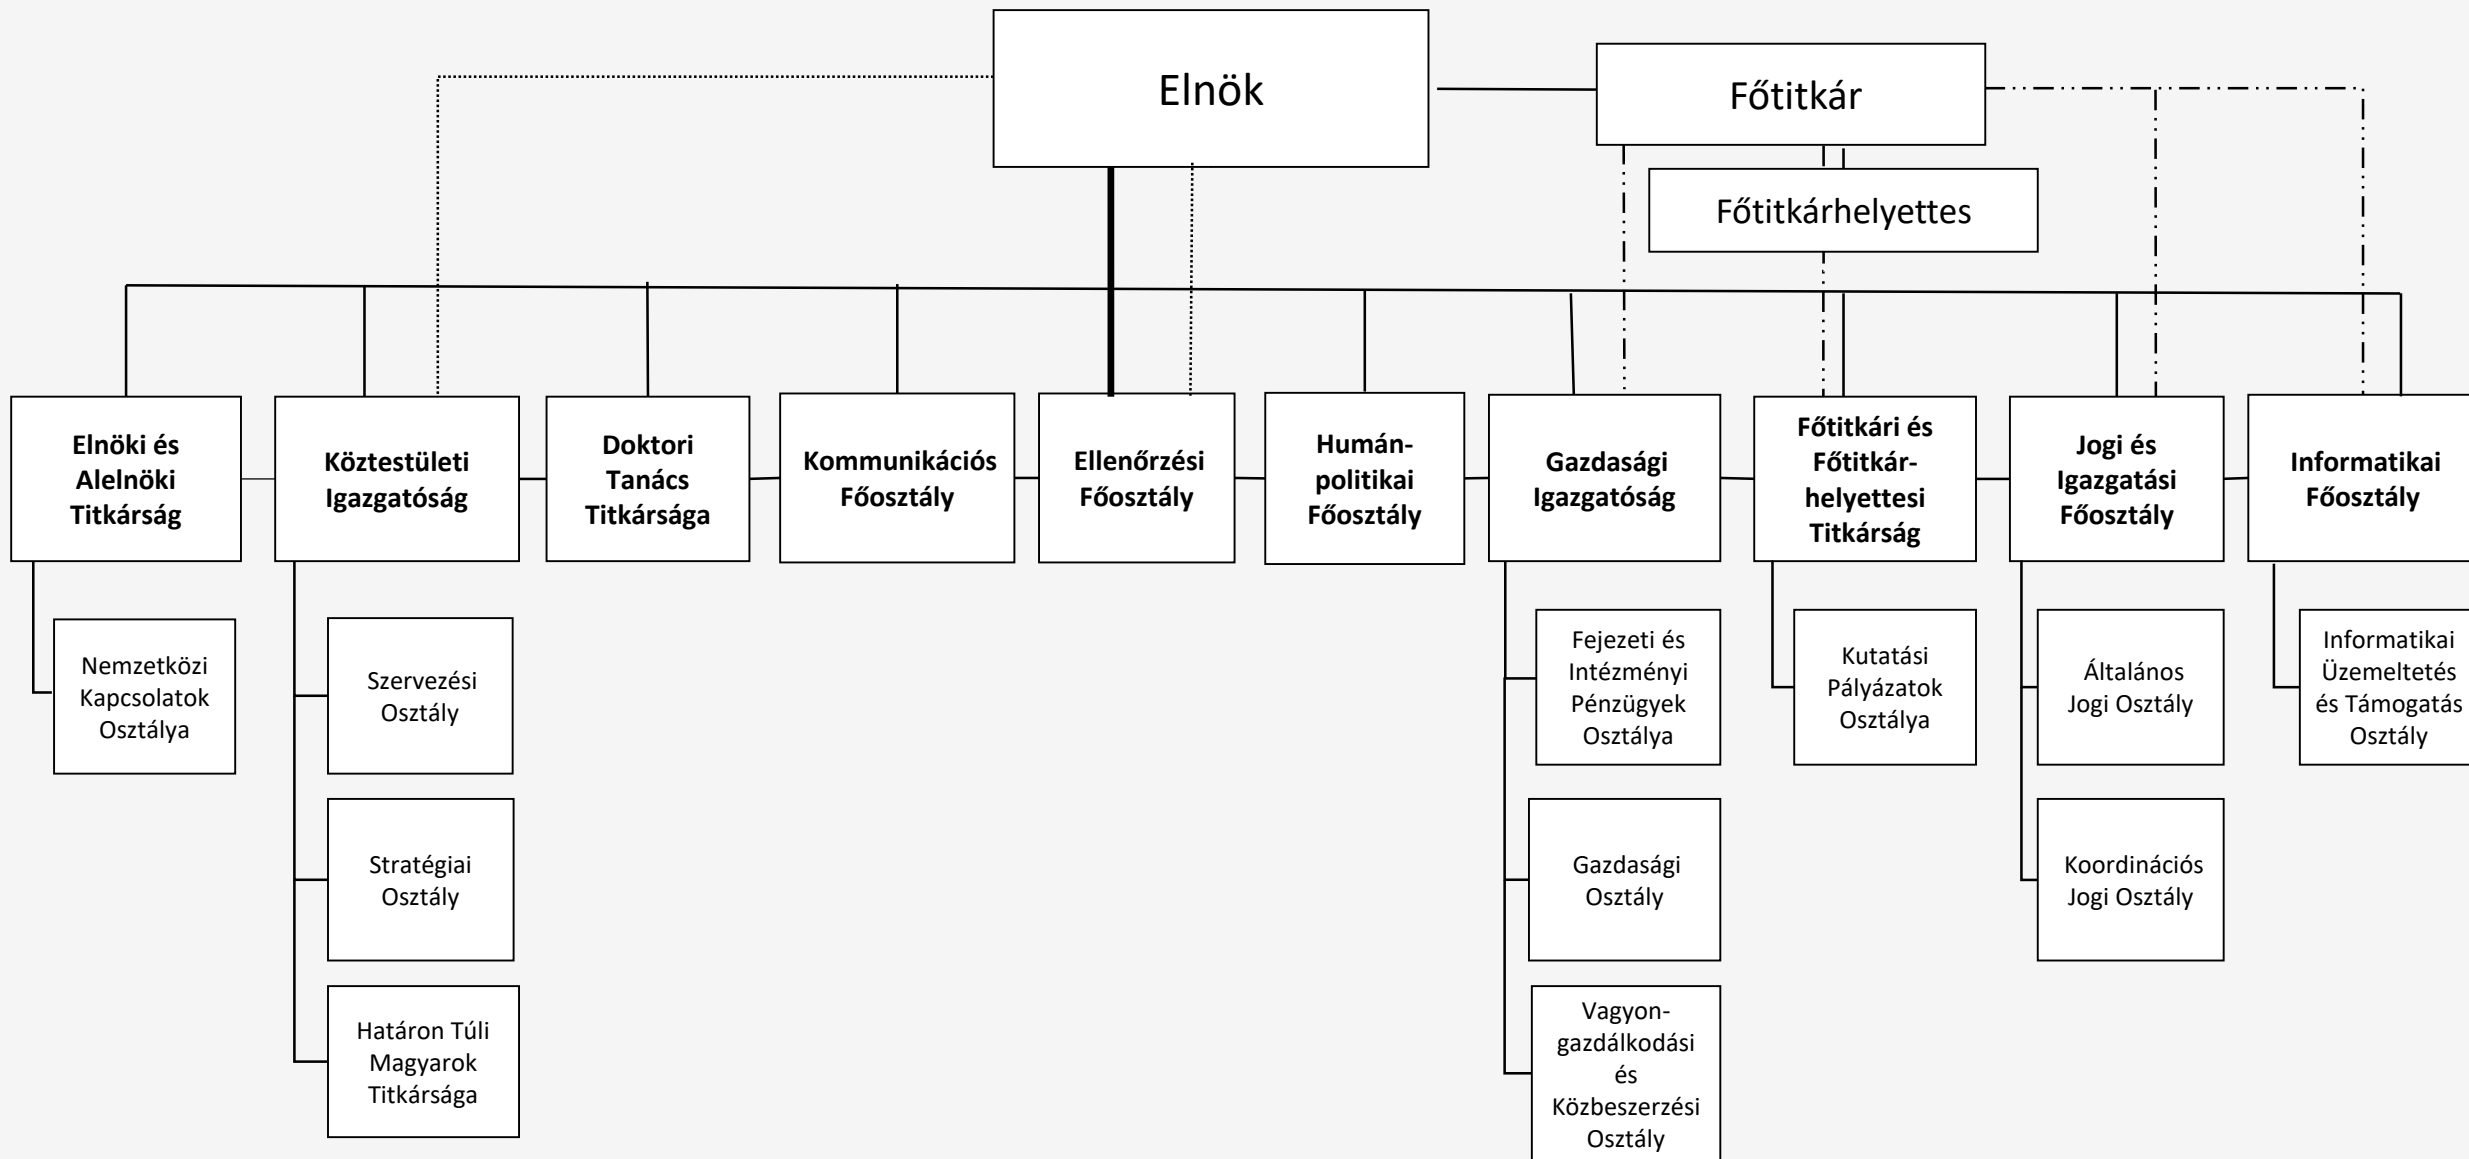 Elnök
Főtitkár
Főtitkárhelyettes
Elnöki és
Alelnöki
Titkárság
Köztestületi
Igazgatóság
Doktori
Tanács
Titkársága
Kommunikációs
Főosztály
Ellenőrzési
Főosztály
Humán-
politikai
Főosztály
Gazdasági
Igazgatóság
Főtitkári és
Főtitkár-
helyettesi
Titkárság
Jogi és
Igazgatási
Főosztály
Informatikai
Főosztály
Nemzetközi
Kapcsolatok
Osztálya
Szervezési
Osztály
Fejezeti és
Intézményi
Pénzügyek
Osztálya
Kutatási
Pályázatok
Osztálya
Általános
Jogi Osztály
Informatikai
Üzemeltetés
és Támogatás
Osztály
Stratégiai
Osztály
Gazdasági
Osztály
Koordinációs
Jogi Osztály
Határon Túli
Magyarok
Titkársága
Vagyon-
gazdálkodási
és
Közbeszerzési
Osztály